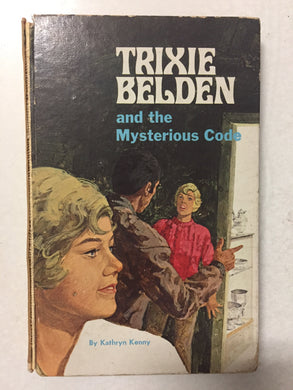 TRIXIE
BELDEN
and the
Mysterious Code
By Kathryn Kenny